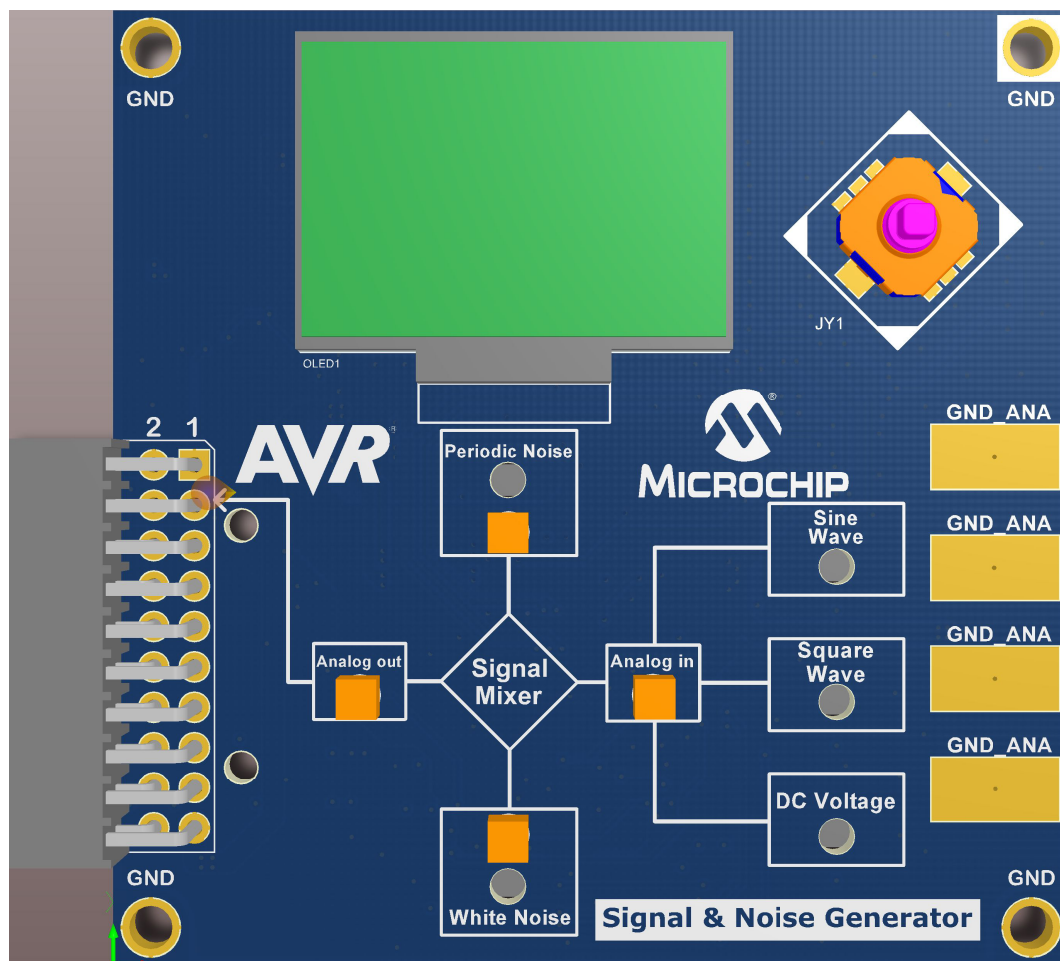 GND
GND
JY1
OLED1
2 1
AVR®
MICROCHIP®
GND_ANA
Periodic Noise
Sine
Wave
GND_ANA
Analog out
Signal
Mixer
Analog in
Square
Wave
GND_ANA
GND_ANA
DC Voltage
GND
White Noise
Signal & Noise Generator
GND